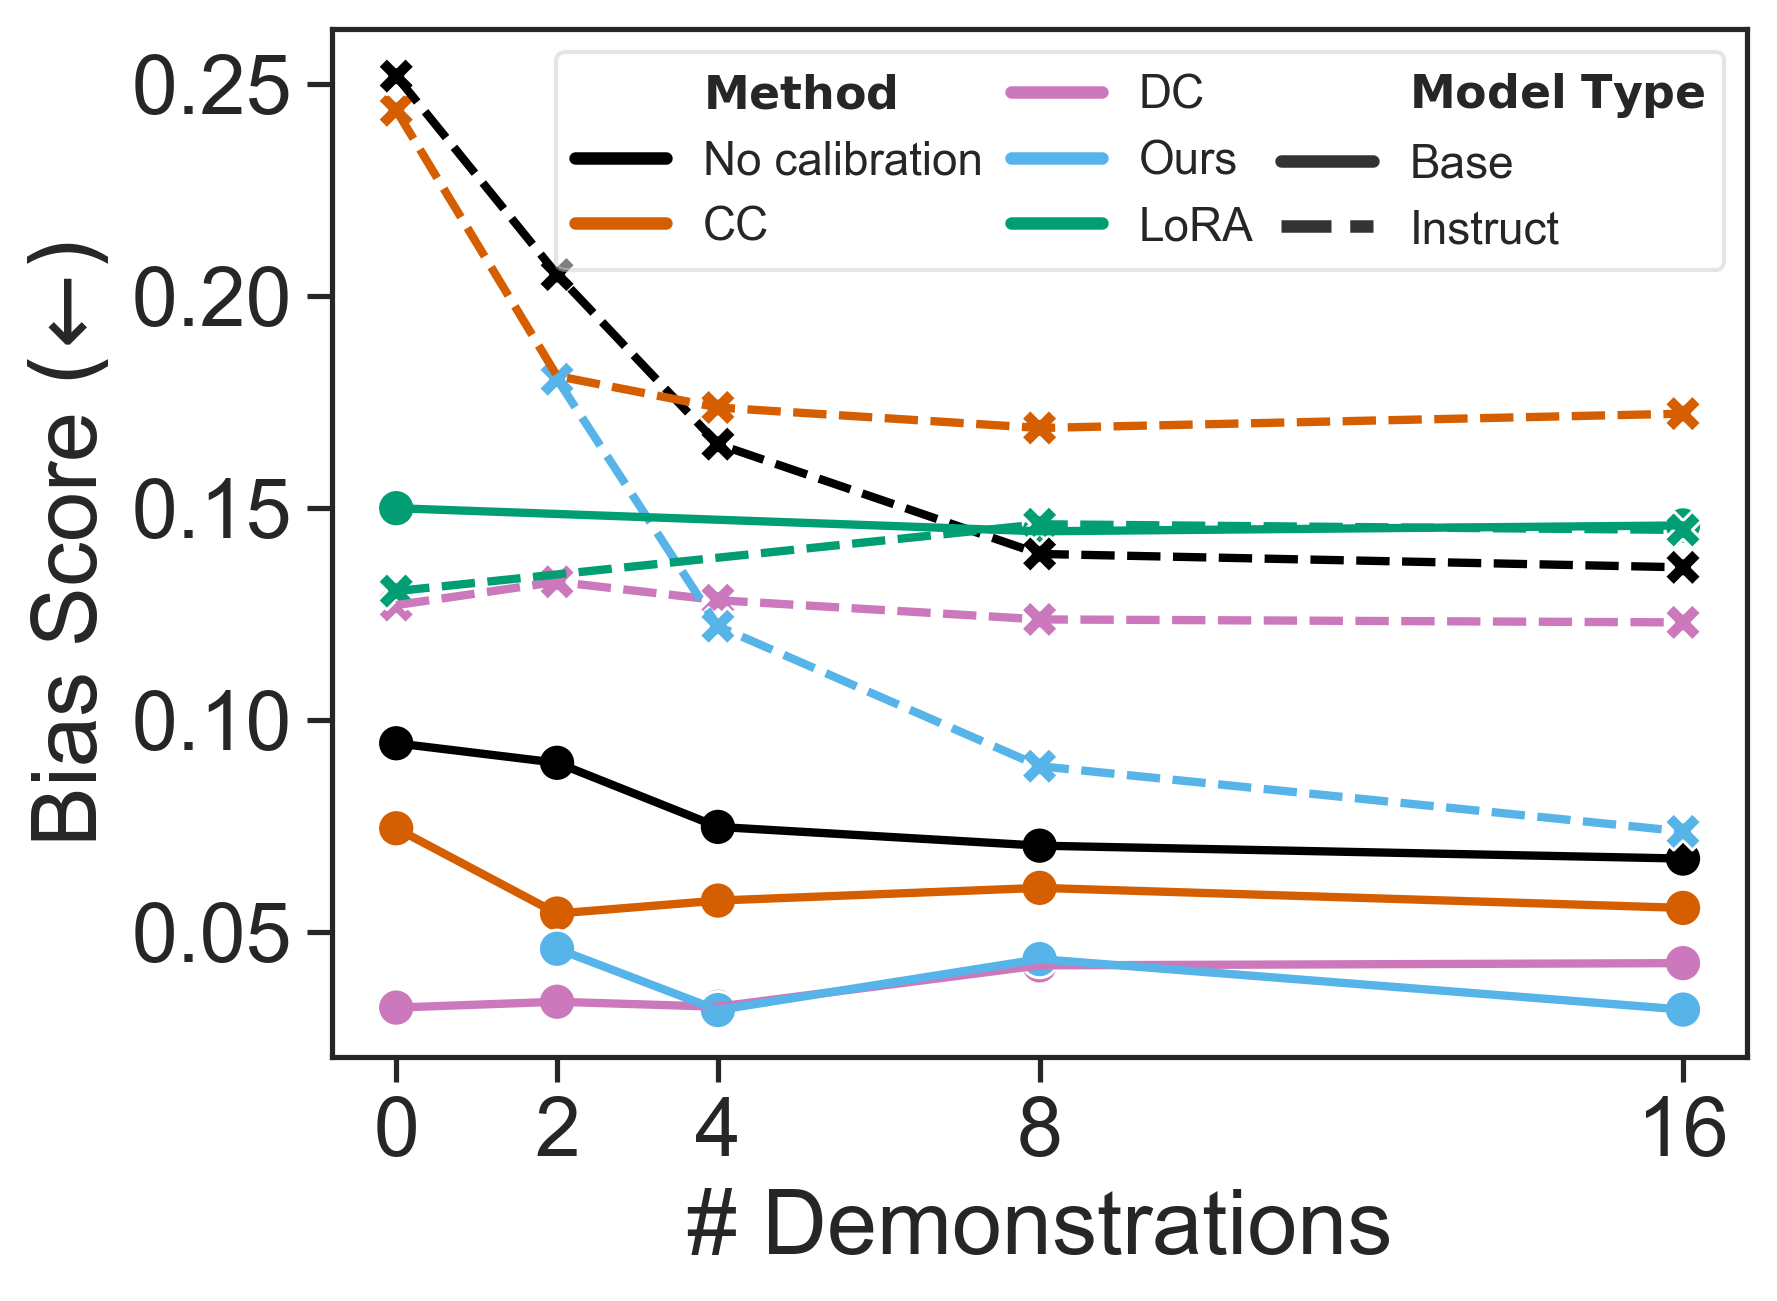 Bias Score (←)
0.25
0.20
0.15
0.10
0.05
Method
No calibration
CC
DC
Ours
LoRA
Model Type
Base
Instruct
0 2 4 8 16
# Demonstrations